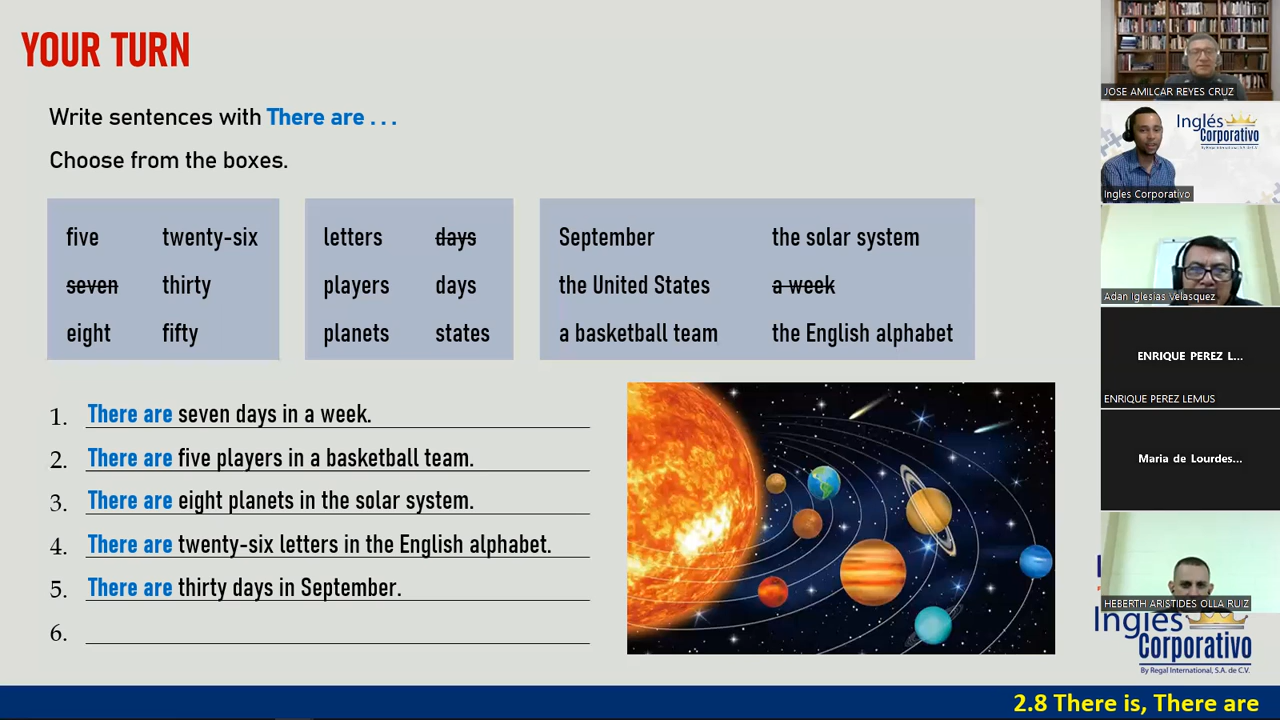 YOUR TURN
Write sentences with There are . . .
Choose from the boxes.
five twenty-six
seven thirty
eight fifty
letters days
players days
planets states
September the solar system
the United States a week
a basketball team the English alphabet
1. There are seven days in a week.
2. There are five players in a basketball team.
3. There are eight planets in the solar system.
4. There are twenty-six letters in the English alphabet.
5. There are thirty days in September.
6.
JOSE AMILCAR REYES CRUZ
Inglés
Corporativo
By Regal International, S.A. de C.V.
Ingles Corporativo
Adan Iglesias Velasquez
ENRIQUE PEREZ L...
ENRIQUE PEREZ LEMUS
Maria de Lourdes...
HEBERTH ARISTIDES OLLA RUIZ
Inglés
Corporativo
By Regal International, S.A. de C.V.
2.8 There is, There are